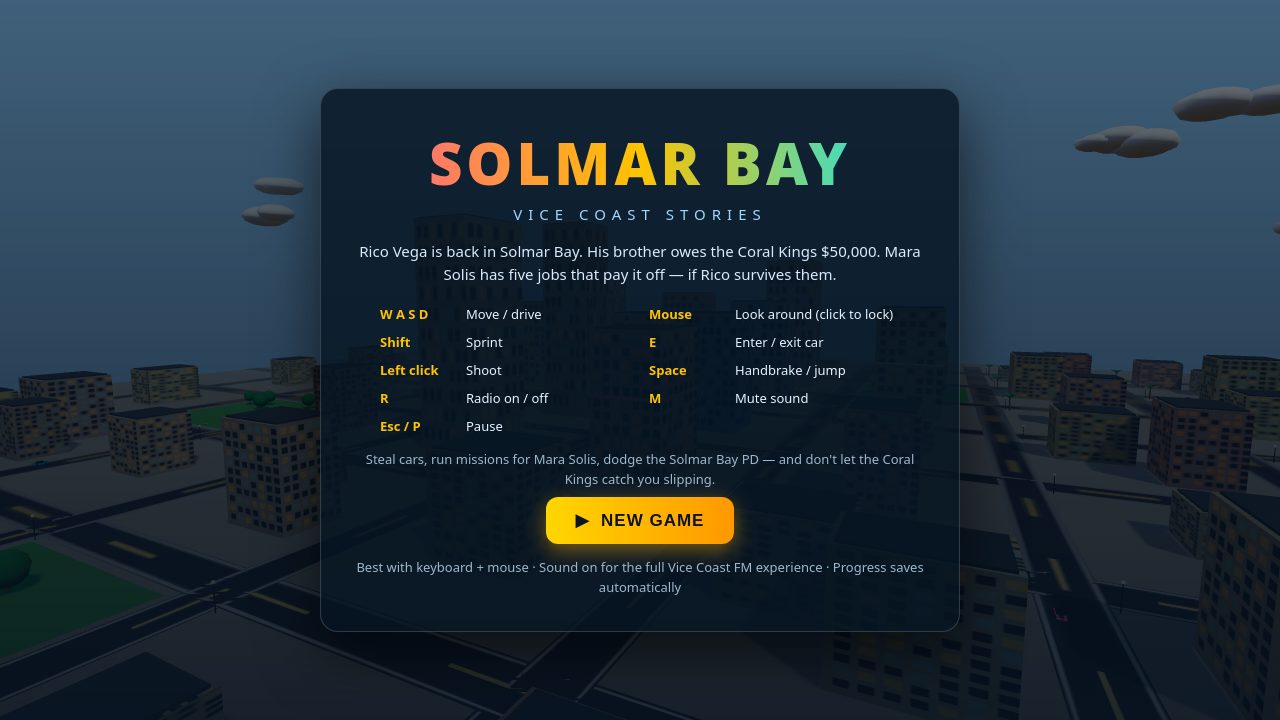 SOLMAR BAY
VICE COAST STORIES
Rico Vega is back in Solmar Bay. His brother owes the Coral Kings $50,000. Mara
Solis has five jobs that pay it off — if Rico survives them.
W A S D Move / drive Mouse Look around (click to lock)
Shift Sprint E Enter / exit car
Left click Shoot Space Handbrake / jump
R Radio on / off M Mute sound
Esc / P Pause
Steal cars, run missions for Mara Solis, dodge the Solmar Bay PD — and don't let the Coral
Kings catch you slipping.
▶ NEW GAME
Best with keyboard + mouse · Sound on for the full Vice Coast FM experience · Progress saves
automatically